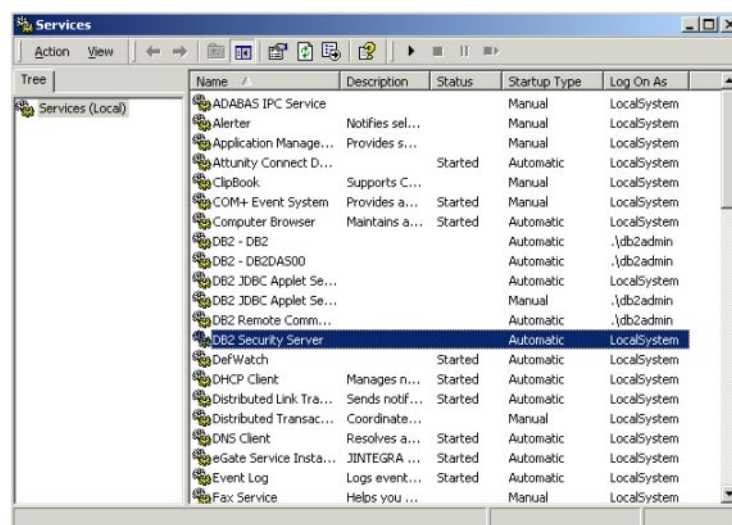 Services
Action View
Tree
Services (Local)
Name Description Status Startup Type Log On As
ADABAS IPC Service Manual LocalSystem
Alerter Notifies sel... Manual LocalSystem
Application Manage... Provides s... Manual LocalSystem
Attunity Connect D... Started Automatic LocalSystem
ClipBook Supports C... Manual LocalSystem
COM+ Event System Provides a... Started Manual LocalSystem
Computer Browser Maintains a... Started Automatic LocalSystem
DB2 - DB2 Automatic .\db2admin
DB2 - DB2DAS00 Automatic .\db2admin
DB2 JDBC Applet Se... Automatic LocalSystem
DB2 JDBC Applet Se... Manual .\db2admin
DB2 Remote Comm... Automatic .\db2admin
DB2 Security Server Automatic LocalSystem
DefWatch Started Automatic LocalSystem
DHCP Client Manages n... Started Automatic LocalSystem
Distributed Link Tra... Sends notif... Started Automatic LocalSystem
Distributed Transac... Coordinate... Manual LocalSystem
DNS Client Resolves a... Started Automatic LocalSystem
eGate Service Insta... JINTEGRA ... Started Automatic LocalSystem
Event Log Logs event... Started Automatic LocalSystem
Fax Service Helps you ... Manual LocalSystem